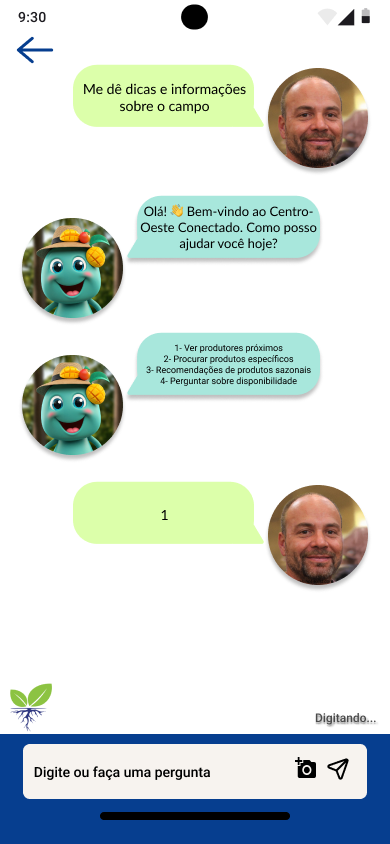 9:30
Me dê dicas e informações
sobre o campo
Olá! 👋 Bem-vindo ao Centro-
Oeste Conectado. Como posso
ajudar você hoje?
1- Ver produtores próximos
2- Procurar produtos específicos
3- Recomendações de produtos sazonais
4- Perguntar sobre disponibilidade
1
Digitando...
Digite ou faça uma pergunta